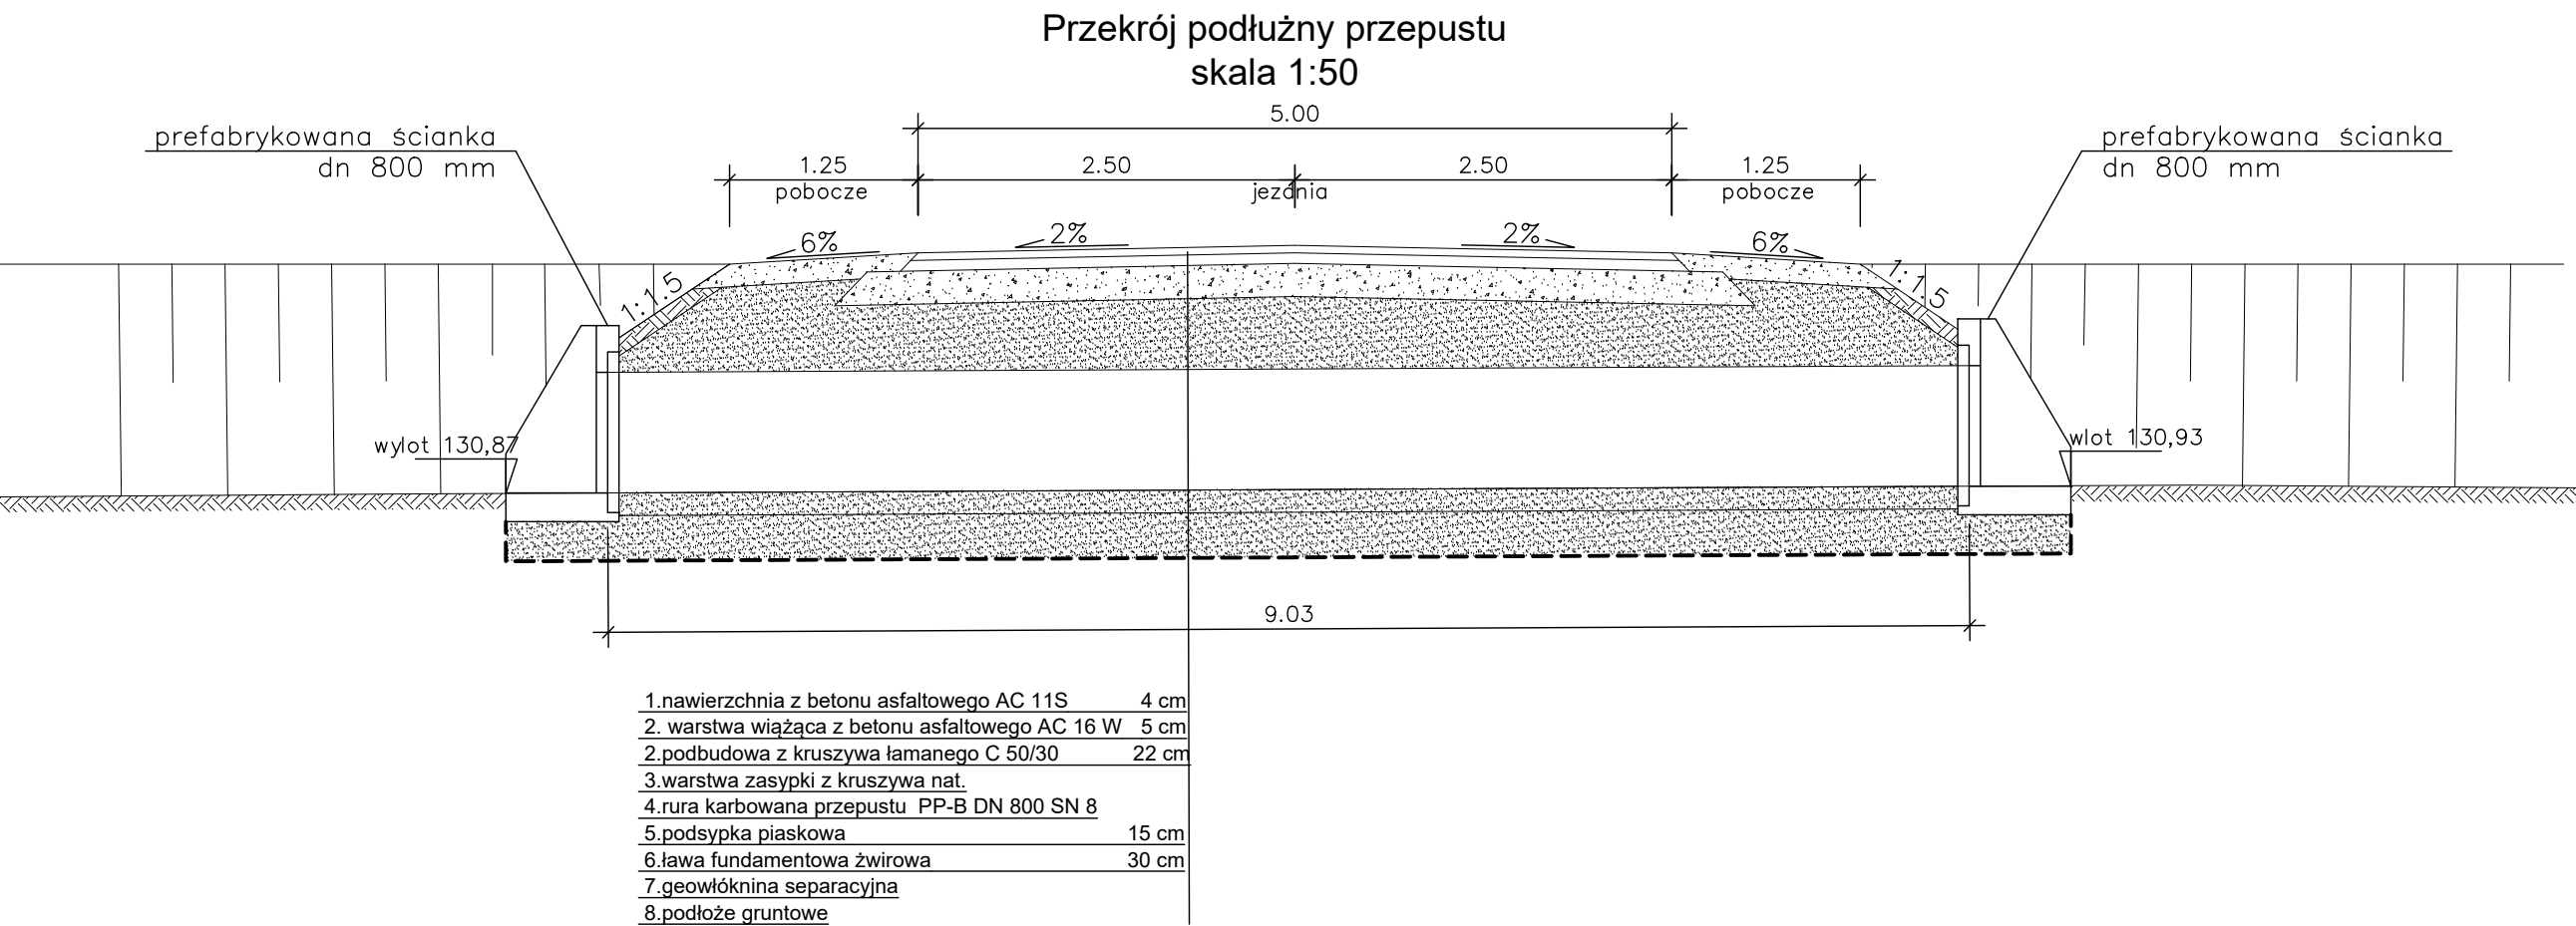 Przekrój podłużny przepustu
skala 1:50
5.00
prefabrykowana ścianka
dn 800 mm
prefabrykowana ścianka
dn 800 mm
1.25
2.50
2.50
1.25
pobocze
jezdnia
pobocze
6%
2%
2%
6%
1:1.5
1:1.5
wylot 130,87
wlot 130,93
9.03
1.nawierzchnia z betonu asfaltowego AC 11S 4 cm
2. warstwa wiążąca z betonu asfaltowego AC 16 W 5 cm
2.podbudowa z kruszywa łamanego C 50/30 22 cm
3.warstwa zasypki z kruszywa nat.
4.rura karbowana przepustu PP-B DN 800 SN 8
5.podsypka piaskowa 15 cm
6.ława fundamentowa żwirowa 30 cm
7.geowłóknina separacyjna
8.podłoże gruntowe